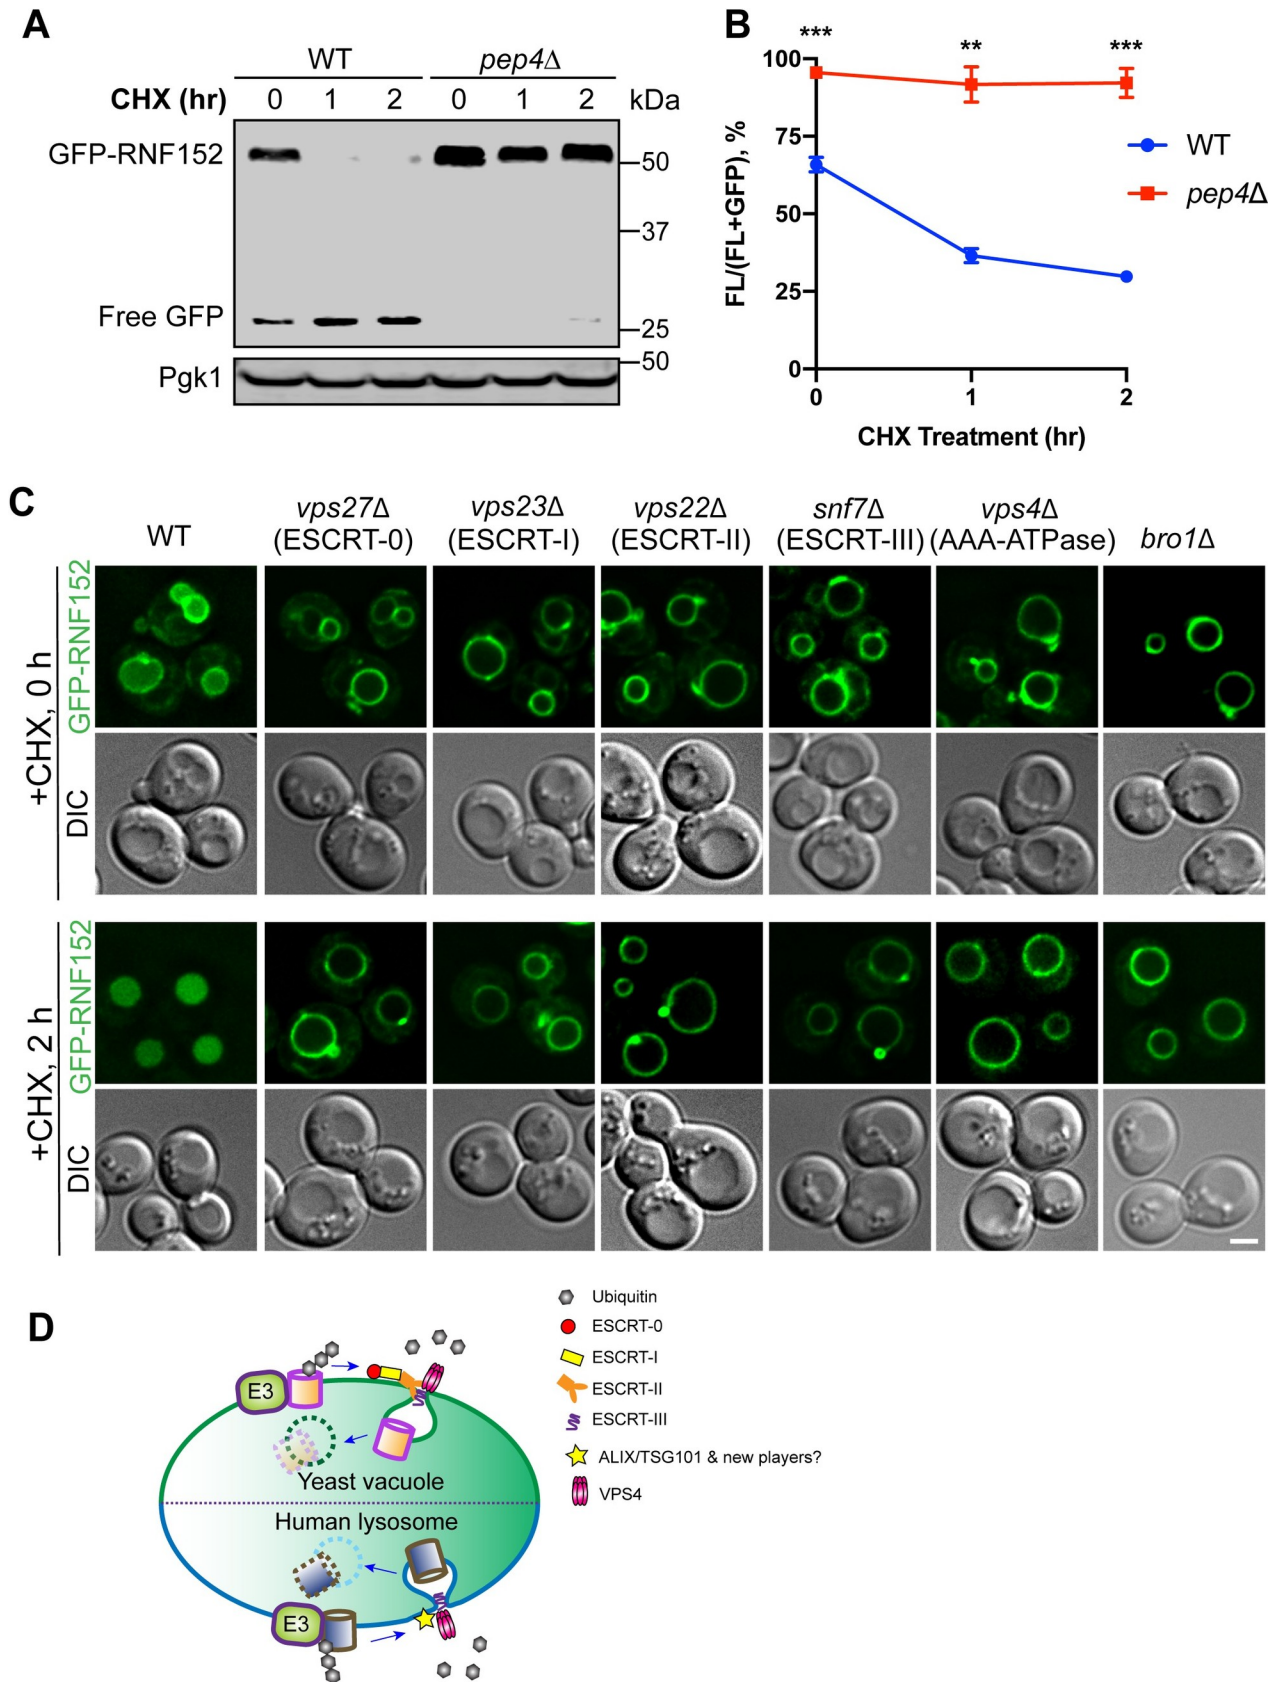 A
WT pep4Δ
CHX (hr) 0 1 2 0 1 2 kDa
GFP-RNF152
50
37
Free GFP
25
50
Pgk1
B
*** ** ***
100
75
50
25
0
0 1 2
FL/(FL+GFP), %
CHX Treatment (hr)
WT
pep4Δ
C
WT vps27Δ vps23Δ vps22Δ snf7Δ vps4Δ bro1Δ
(ESCRT-0) (ESCRT-I) (ESCRT-II) (ESCRT-III) (AAA-ATPase)
+CHX, 0 h
GFP-RNF152
DIC
+CHX, 2 h
GFP-RNF152
DIC
D
E3
Yeast vacuole
Human lysosome
E3
Ubiquitin
ESCRT-0
ESCRT-I
ESCRT-II
ESCRT-III
ALIX/TSG101 & new players?
VPS4